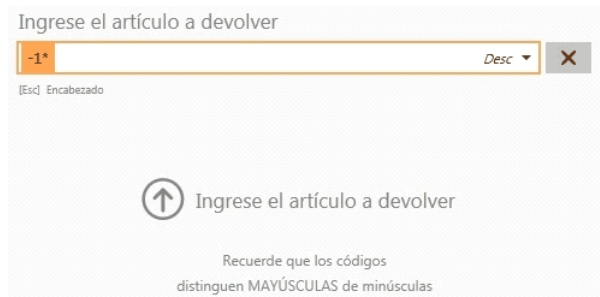 Ingrese el artículo a devolver
-1* Desc
[Esc] Encabezado
Ingrese el artículo a devolver
Recuerde que los códigos
distinguen MAYÚSCULAS de minúsculas